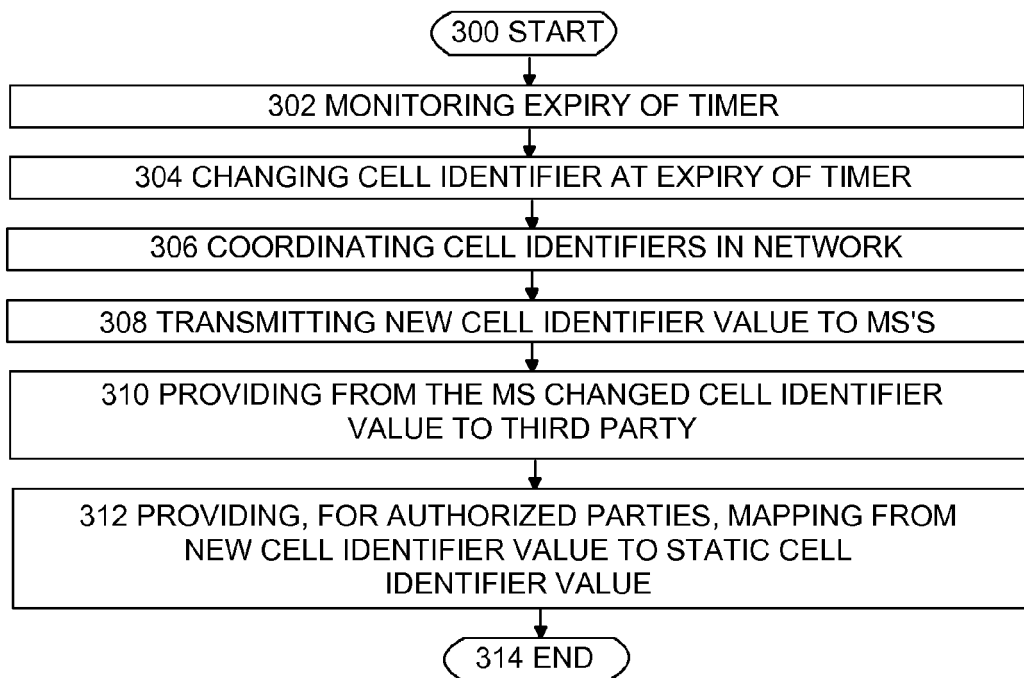 300 START
302 MONITORING EXPIRY OF TIMER
304 CHANGING CELL IDENTIFIER AT EXPIRY OF TIMER
306 COORDINATING CELL IDENTIFIERS IN NETWORK
308 TRANSMITTING NEW CELL IDENTIFIER VALUE TO MS'S
310 PROVIDING FROM THE MS CHANGED CELL IDENTIFIER
VALUE TO THIRD PARTY
312 PROVIDING, FOR AUTHORIZED PARTIES, MAPPING FROM
NEW CELL IDENTIFIER VALUE TO STATIC CELL
IDENTIFIER VALUE
314 END